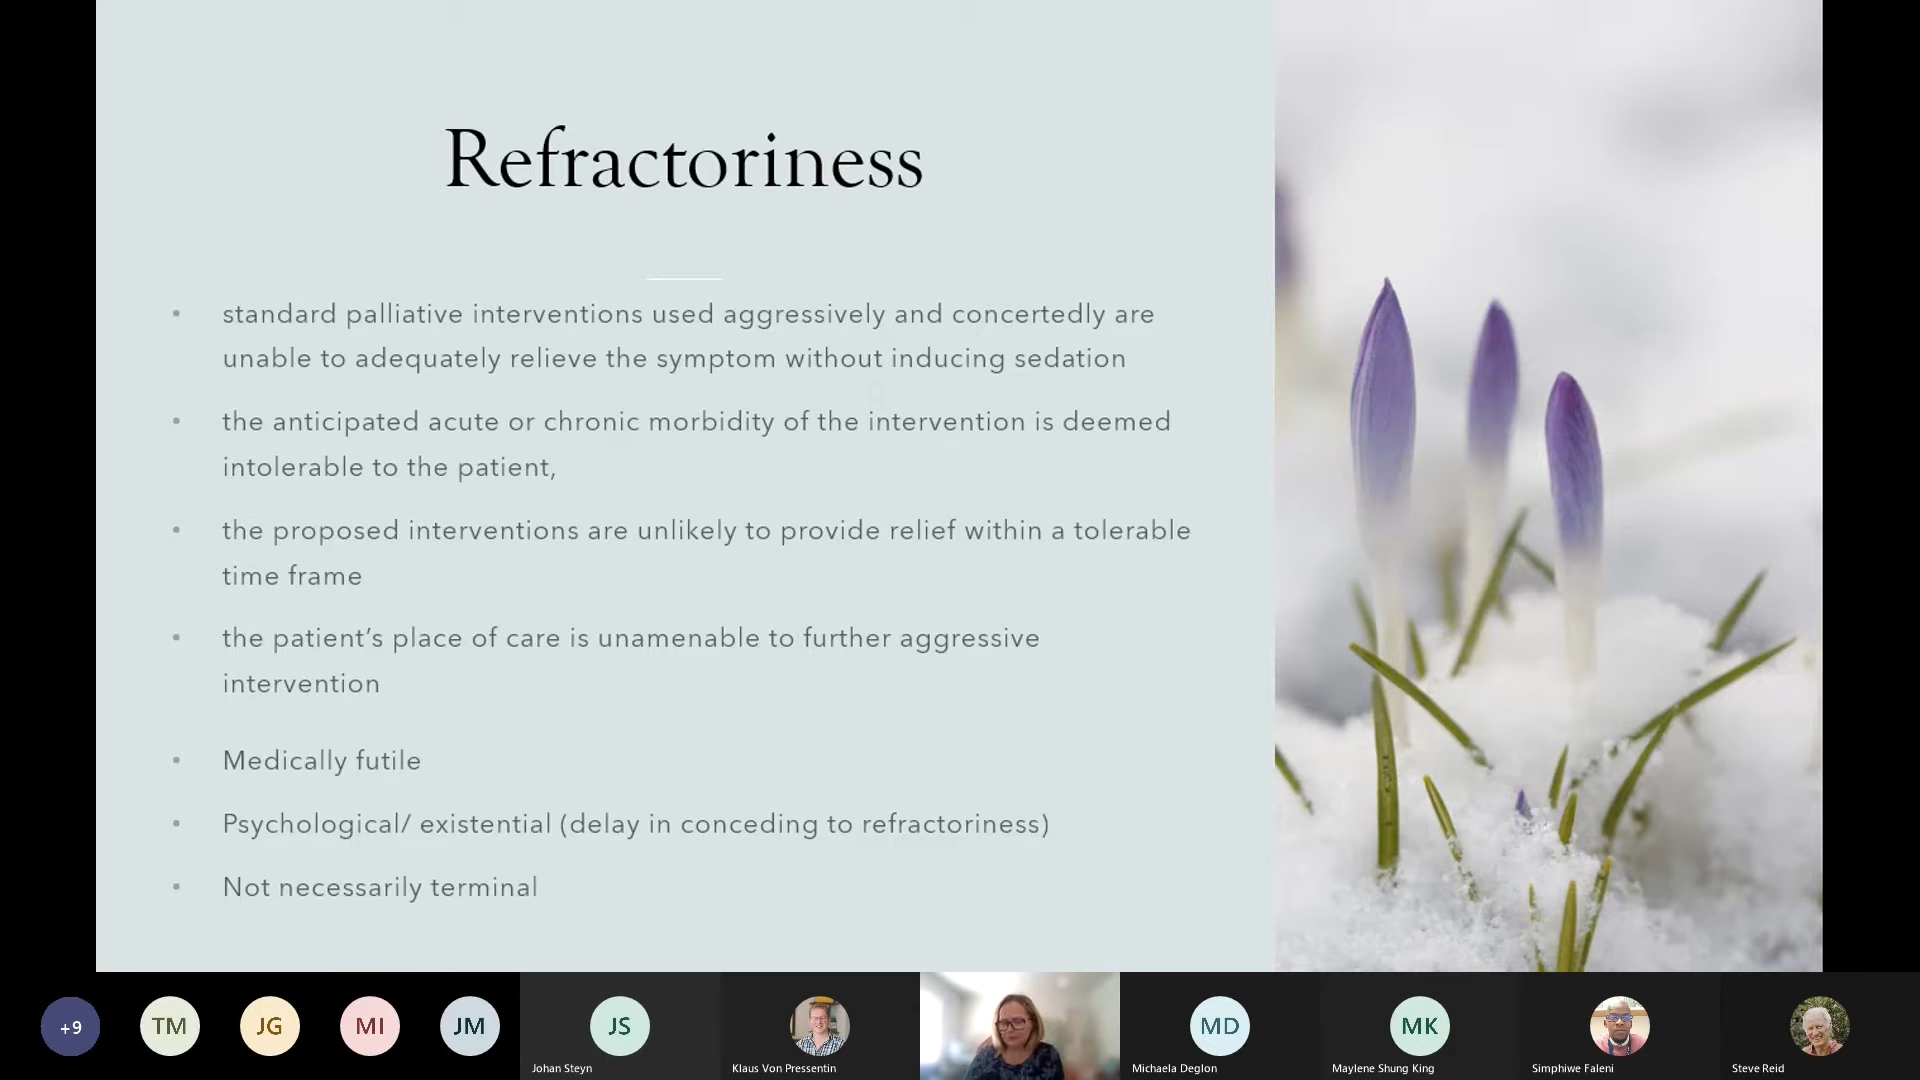 Refractoriness
• standard palliative interventions used aggressively and concertedly are
unable to adequately relieve the symptom without inducing sedation
• the anticipated acute or chronic morbidity of the intervention is deemed
intolerable to the patient,
• the proposed interventions are unlikely to provide relief within a tolerable
time frame
• the patient’s place of care is unamenable to further aggressive
intervention
• Medically futile
• Psychological/ existential (delay in conceding to refractoriness)
• Not necessarily terminal
+9
TM
JG
MI
JM
JS
Johan Steyn
Klaus Von Pressentin
MD
Michaela Deglon
MK
Maylene Shung King
Simphiwe Faleni
Steve Reid